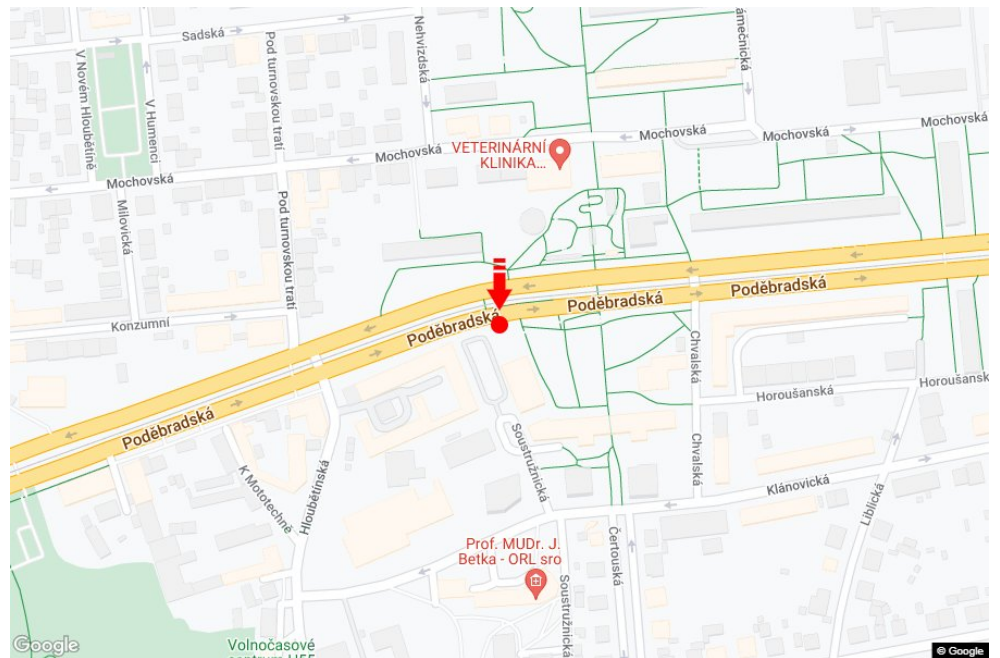 Sadská
Nehvizdská
V Novém Hloubětíně
V Humenci
Pod turnovskou tratí
Mochovská
Mochovská
Mochovská
Mochovská
Mochovská
VETERINÁRNÍ
KLINIKA...
Milovická
Pod turnovskou tratí
Konzumní
Poděbradská
Poděbradská
Poděbradská
Poděbradská
Chvalská
Horoušanská
Hloubětínská
K Mototechně
Soustružnická
Chvalská
Klánovická
Liblická
Čertouská
Prof. MUDr. J.
Betka - ORL sro
Soustružnická
Volnočasové
Google
© Google